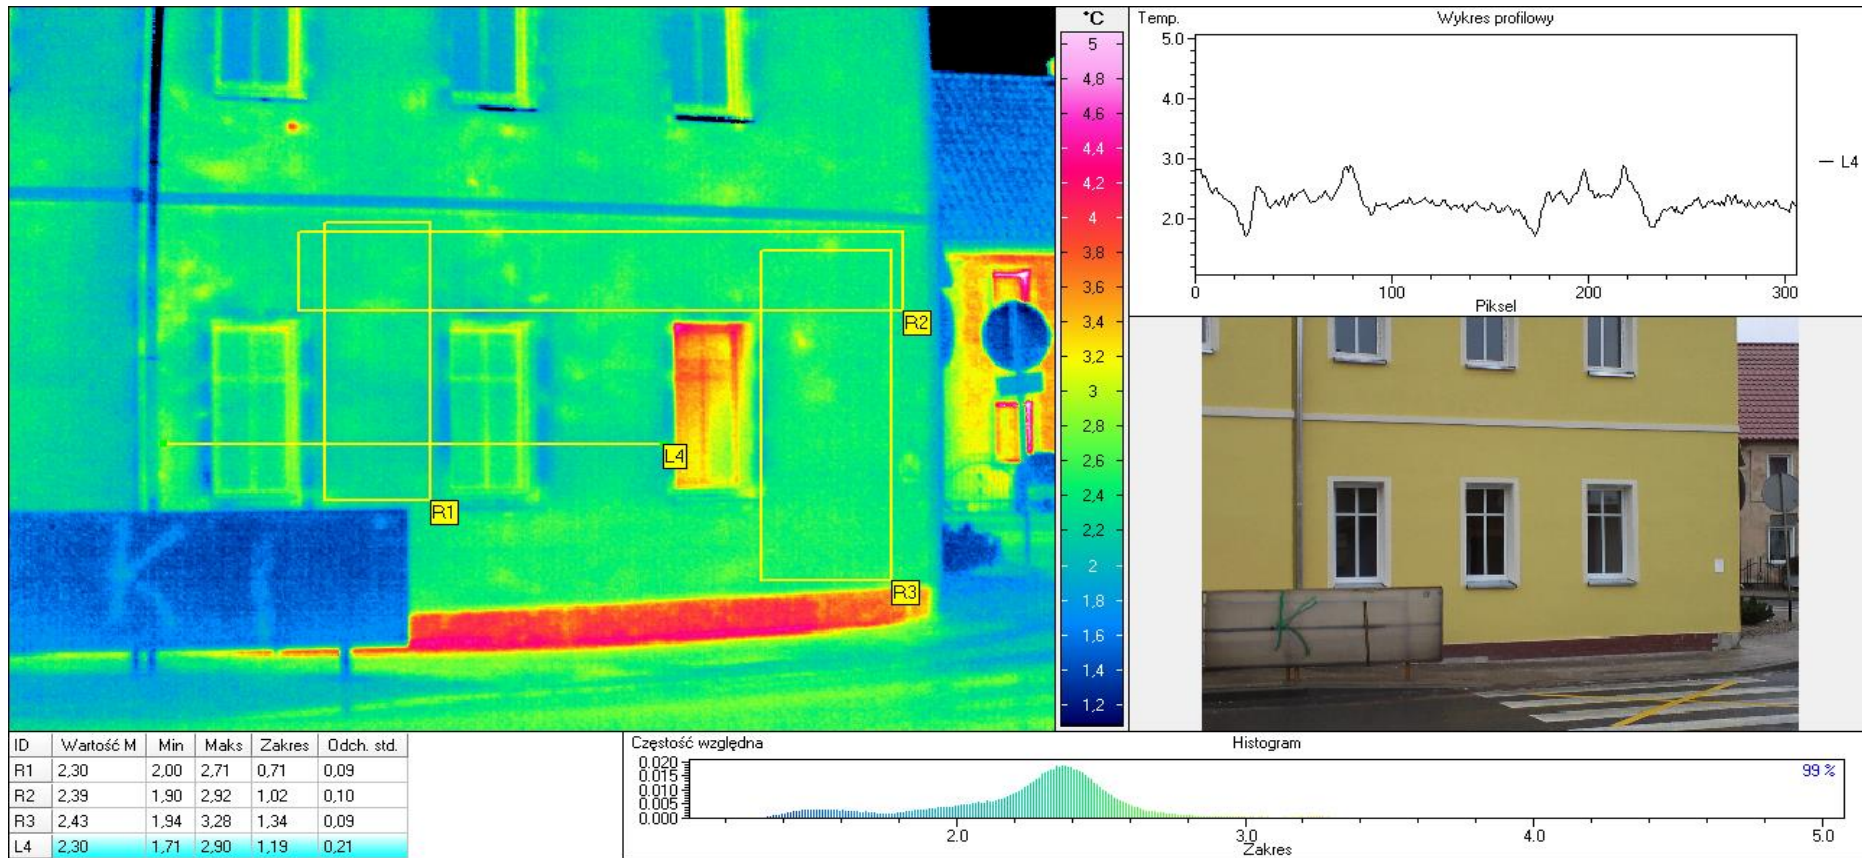 °C
5
4,8
4,6
4,4
4,2
4
3,8
3,6
3,4
3,2
3
2,8
2,6
2,4
2,2
2
1,8
1,6
1,4
1,2
R2
L4
R1
R3
K I
Temp. Wykres profilowy
5.0
4.0
3.0
2.0
L4
0 100 200 300
Piksel
K I
ID Wartość M Min Maks Zakres Odch. std.
R1 2,30 2,00 2,71 0,71 0,09
R2 2,39 1,90 2,92 1,02 0,10
R3 2,43 1,94 3,28 1,34 0,09
L4 2,30 1,71 2,90 1,19 0,21
Częstość względna Histogram
0.020 99 %
0.015
0.010
0.005
0.000
2.0 3.0 4.0 5.0
Zakres